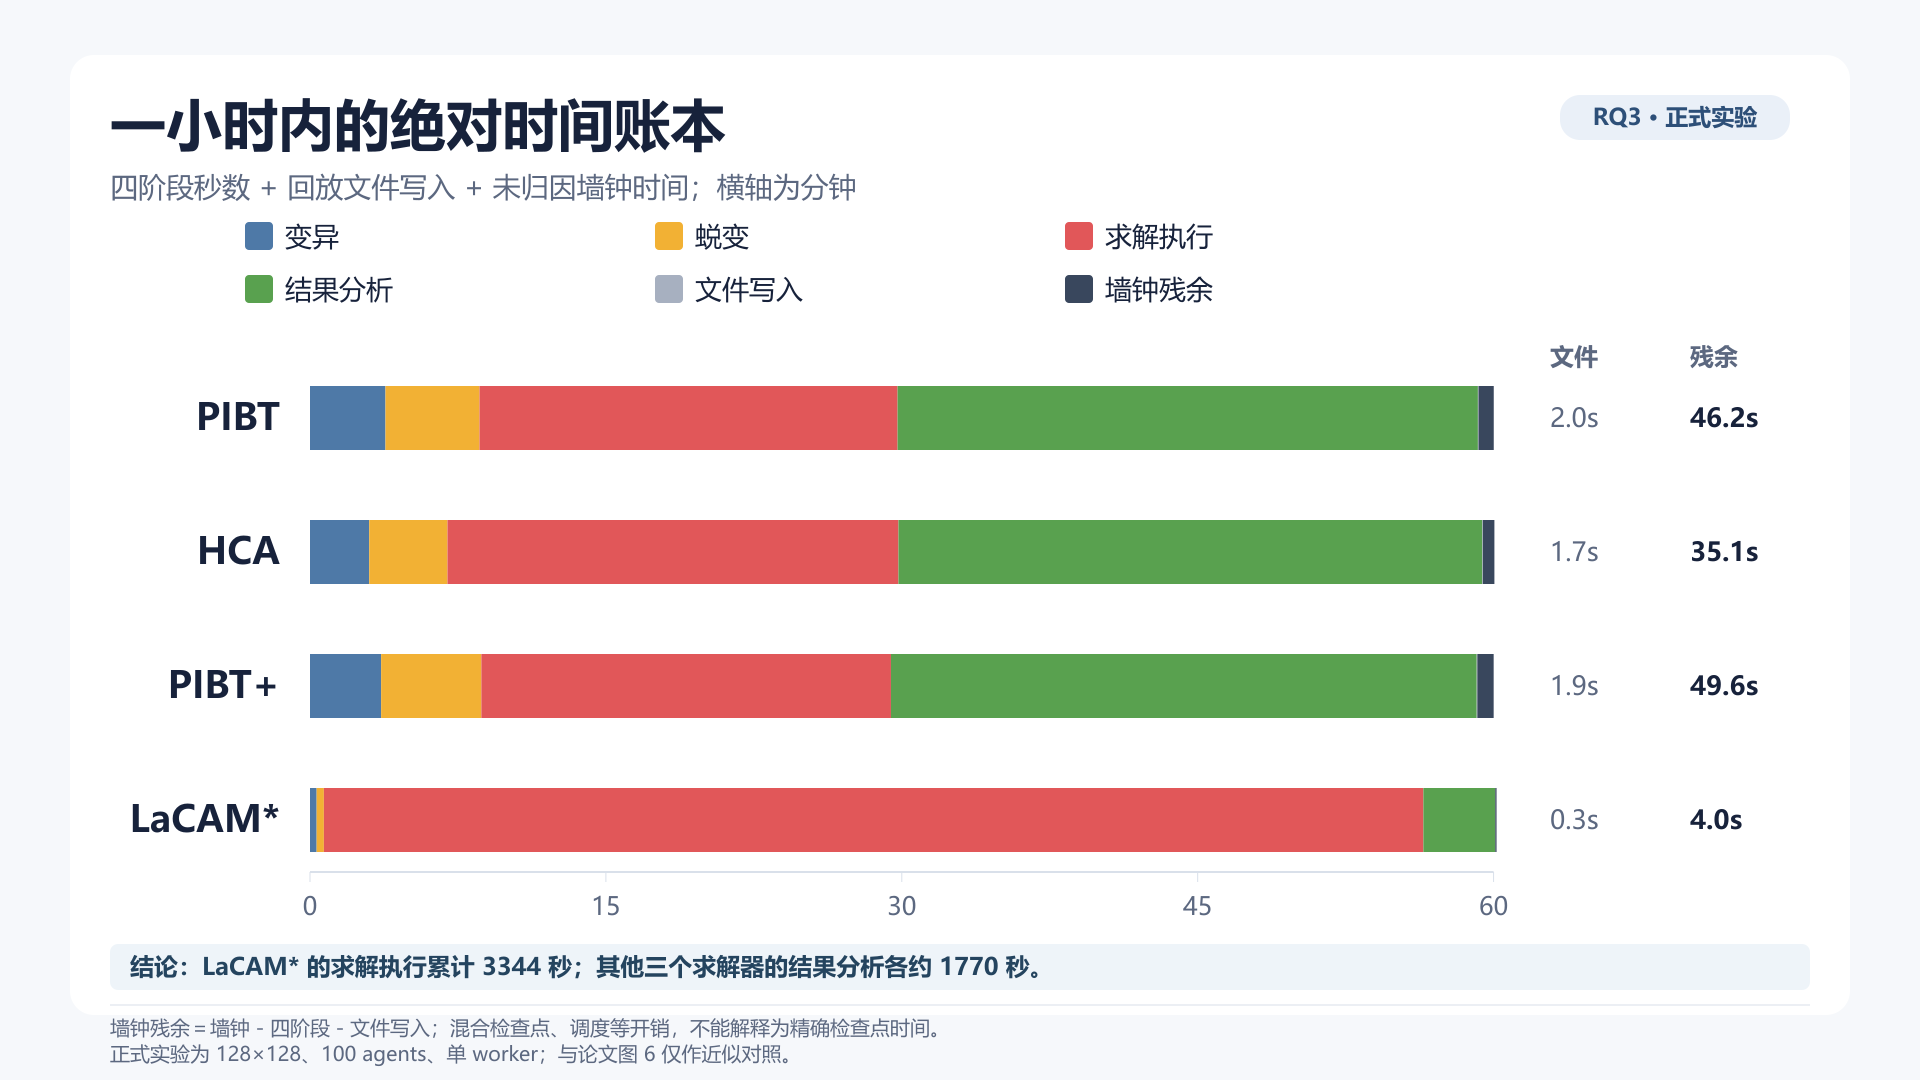 一小时内的绝对时间账本
RQ3 • 正式实验
四阶段秒数 + 回放文件写入 + 未归因墙钟时间；横轴为分钟
变异
蜕变
求解执行
结果分析
文件写入
墙钟残余
文件 残余
PIBT 2.0s 46.2s
HCA 1.7s 35.1s
PIBT+ 1.9s 49.6s
LaCAM* 0.3s 4.0s
0 15 30 45 60
结论：LaCAM* 的求解执行累计 3344 秒；其他三个求解器的结果分析各约 1770 秒。
墙钟残余 = 墙钟 - 四阶段 - 文件写入；混合检查点、调度等开销，不能解释为精确检查点时间。
正式实验为 128×128、100 agents、单 worker；与论文图 6 仅作近似对照。